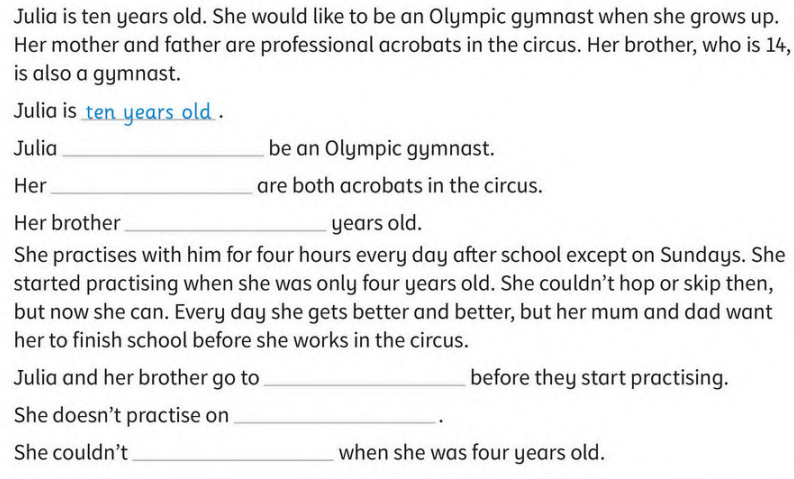 Julia is ten years old. She would like to be an Olympic gymnast when she grows up.
Her mother and father are professional acrobats in the circus. Her brother, who is 14,
is also a gymnast.
Julia is ten years old.
Julia ____________________ be an Olympic gymnast.
Her ____________________ are both acrobats in the circus.
Her brother ____________________ years old.
She practises with him for four hours every day after school except on Sundays. She
started practising when she was only four years old. She couldn't hop or skip then,
but now she can. Every day she gets better and better, but her mum and dad want
her to finish school before she works in the circus.
Julia and her brother go to ____________________ before they start practising.
She doesn't practise on ____________________.
She couldn't ____________________ when she was four years old.